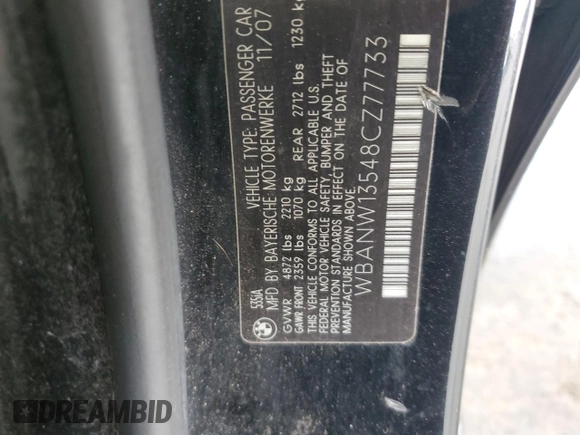 535IA
VEHICLE TYPE: PASSENGER CAR
MFD BY BAYERISCHE MOTORENWERKE 11/07
GVWR 4872 lbs 2210 kg
GAWR FRONT 2359 lbs 1070 kg REAR 2712 lbs 1230 kg
THIS VEHICLE CONFORMS TO ALL APPLICABLE U.S.
FEDERAL MOTOR VEHICLE SAFETY, BUMPER AND THEFT
PREVENTION STANDARDS IN EFFECT ON THE DATE OF
MANUFACTURE SHOWN ABOVE.
WBANW13548CZ77733
DREAMBID